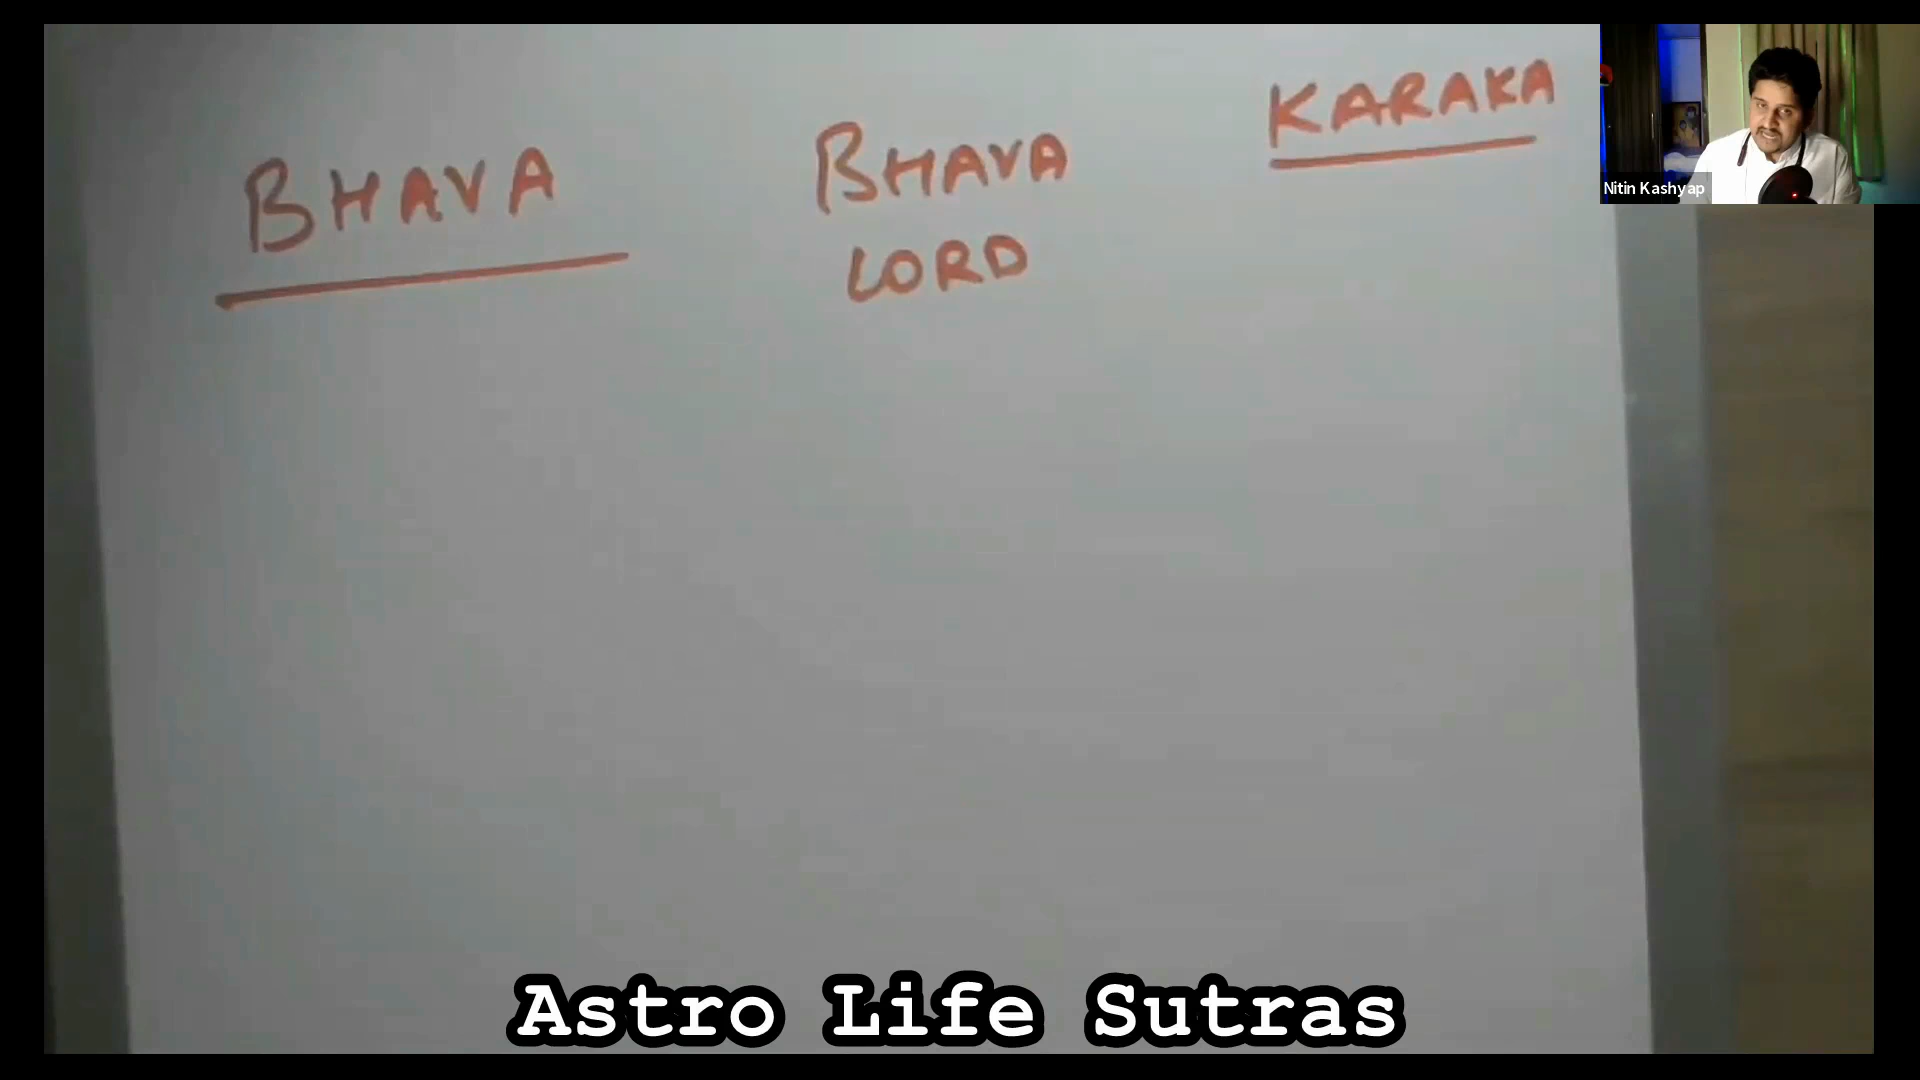 BHAVA
BHAVA
LORD
KARAKA
Nitin Kashyap
Astro Life Sutras